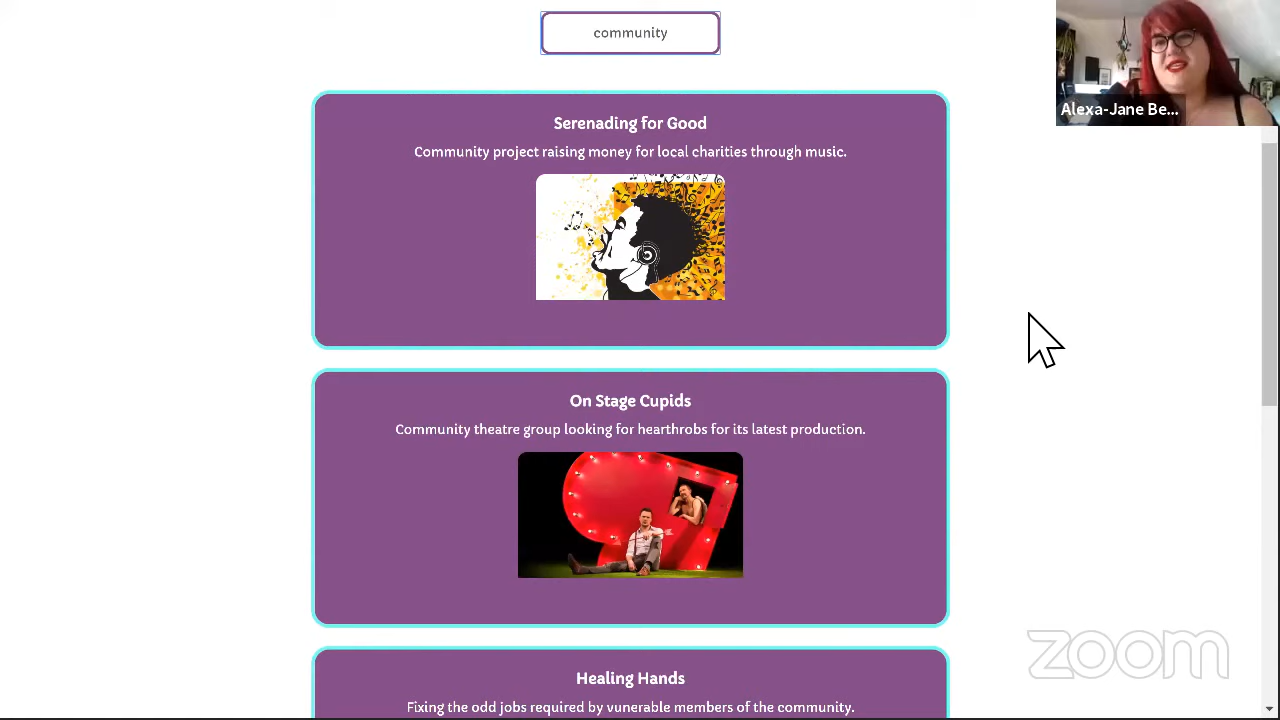 community
Alexa-Jane Be...
Serenading for Good
Community project raising money for local charities through music.
On Stage Cupids
Community theatre group looking for hearthrobs for its latest production.
Healing Hands
Fixing the odd jobs required by vunerable members of the community.
zoom